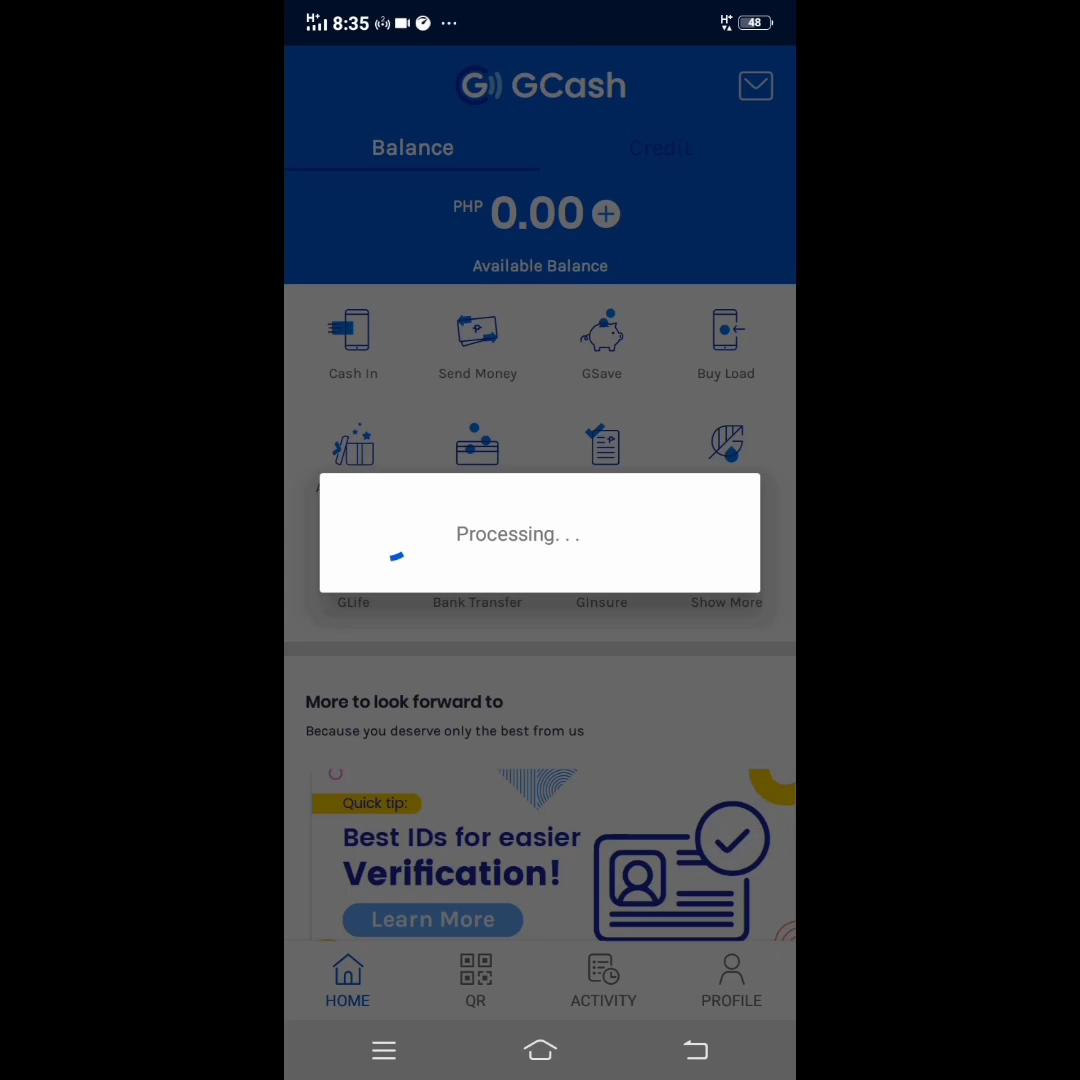 H+ 8:35 ... H+ 48
G)) GCash
Balance Credit
PHP 0.00
Available Balance
Cash In Send Money GSave Buy Load
Processing. . .
GLife Bank Transfer GInsure Show More
More to look forward to
Because you deserve only the best from us
Quick tip:
Best IDs for easier
Verification!
Learn More
HOME QR ACTIVITY PROFILE